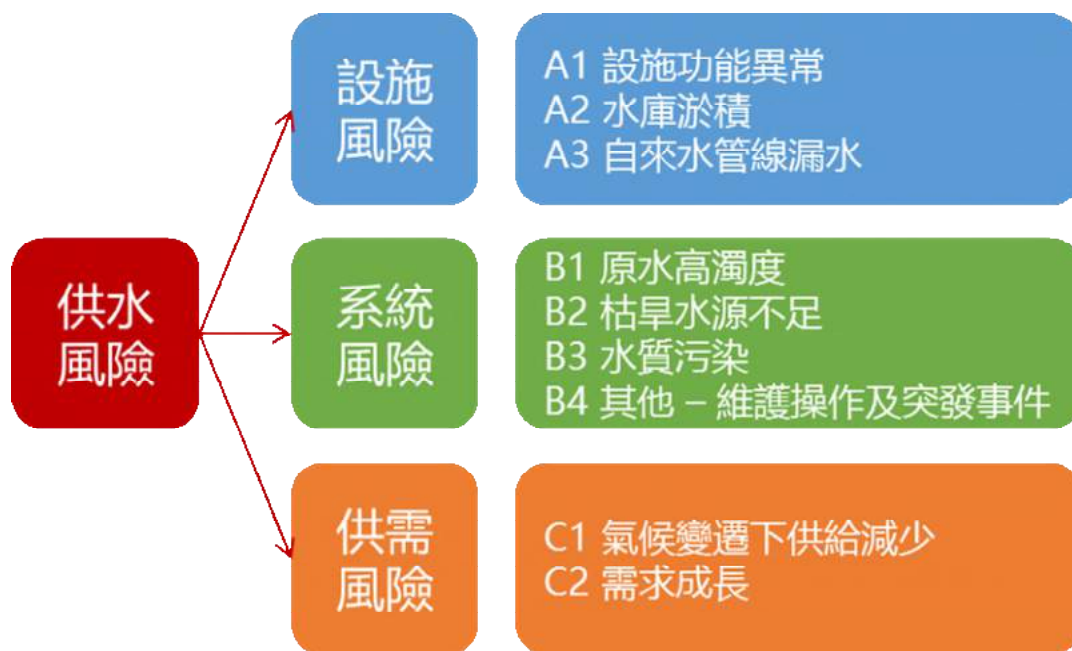 供水
風險
設施
風險
A1 設施功能異常
A2 水庫淤積
A3 自來水管線漏水
系統
風險
B1 原水高濁度
B2 枯旱水源不足
B3 水質污染
B4 其他 – 維護操作及突發事件
供需
風險
C1 氣候變遷下供給減少
C2 需求成長